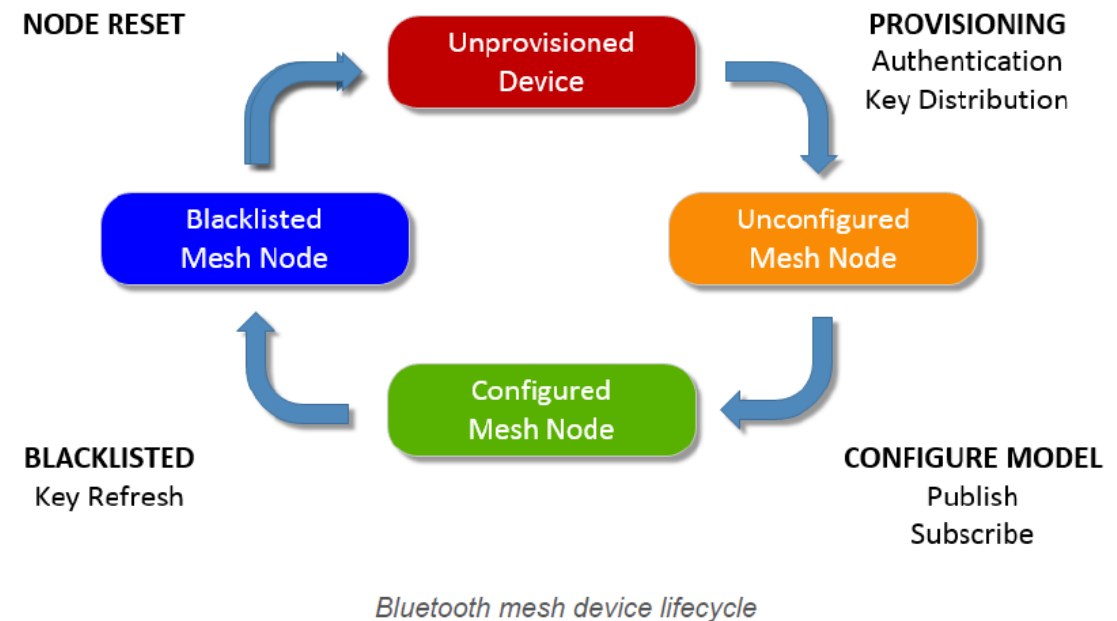 NODE RESET
Unprovisioned
Device
PROVISIONING
Authentication
Key Distribution
Blacklisted
Mesh Node
Unconfigured
Mesh Node
Configured
Mesh Node
BLACKLISTED
Key Refresh
CONFIGURE MODEL
Publish
Subscribe
Bluetooth mesh device lifecycle